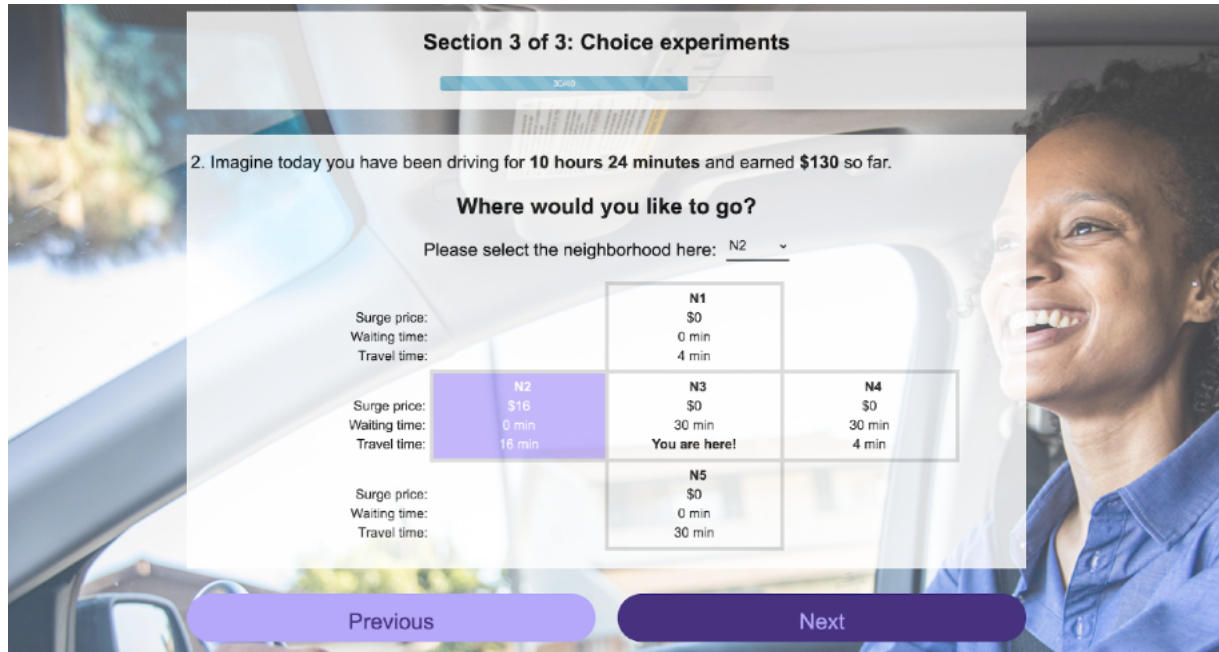 Section 3 of 3: Choice experiments
30/40
2. Imagine today you have been driving for 10 hours 24 minutes and earned $130 so far.
Where would you like to go?
Please select the neighborhood here: N2
N1
Surge price: $0
Waiting time: 0 min
Travel time: 4 min
N2 N3 N4
Surge price: $16 $0 $0
Waiting time: 0 min 30 min 30 min
Travel time: 16 min You are here! 4 min
N5
Surge price: $0
Waiting time: 0 min
Travel time: 30 min
Previous Next